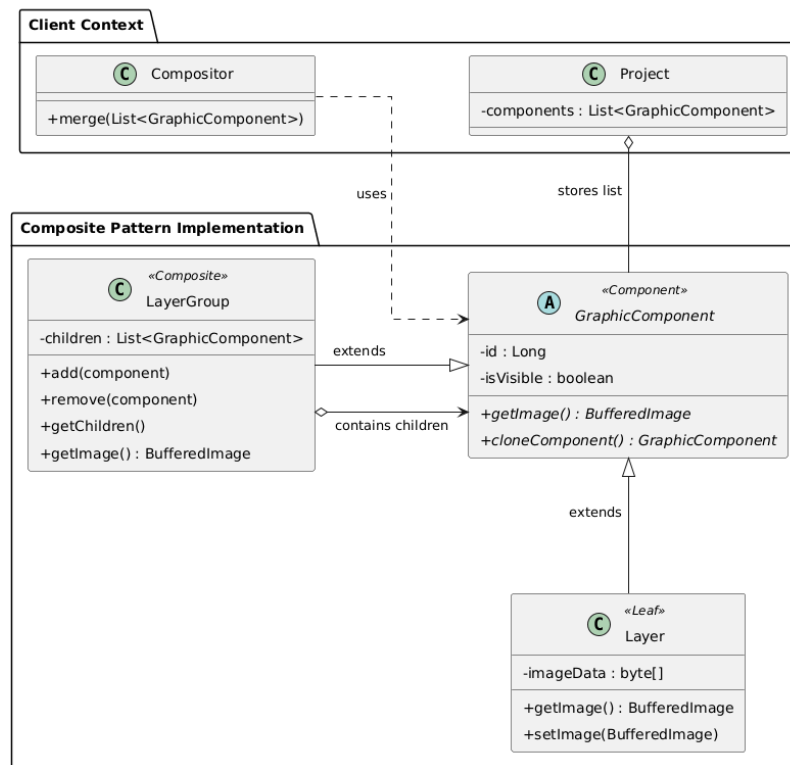 Client Context
C Compositor
+merge(List<GraphicComponent>)
C Project
-components : List<GraphicComponent>
uses
stores list
Composite Pattern Implementation
«Composite»
C LayerGroup
-children : List<GraphicComponent>
+add(component)
+remove(component)
+getChildren()
+getImage() : BufferedImage
extends
contains children
«Component»
A GraphicComponent
-id : Long
-isVisible : boolean
+getImage() : BufferedImage
+cloneComponent() : GraphicComponent
extends
«Leaf»
C Layer
-imageData : byte[]
+getImage() : BufferedImage
+setImage(BufferedImage)